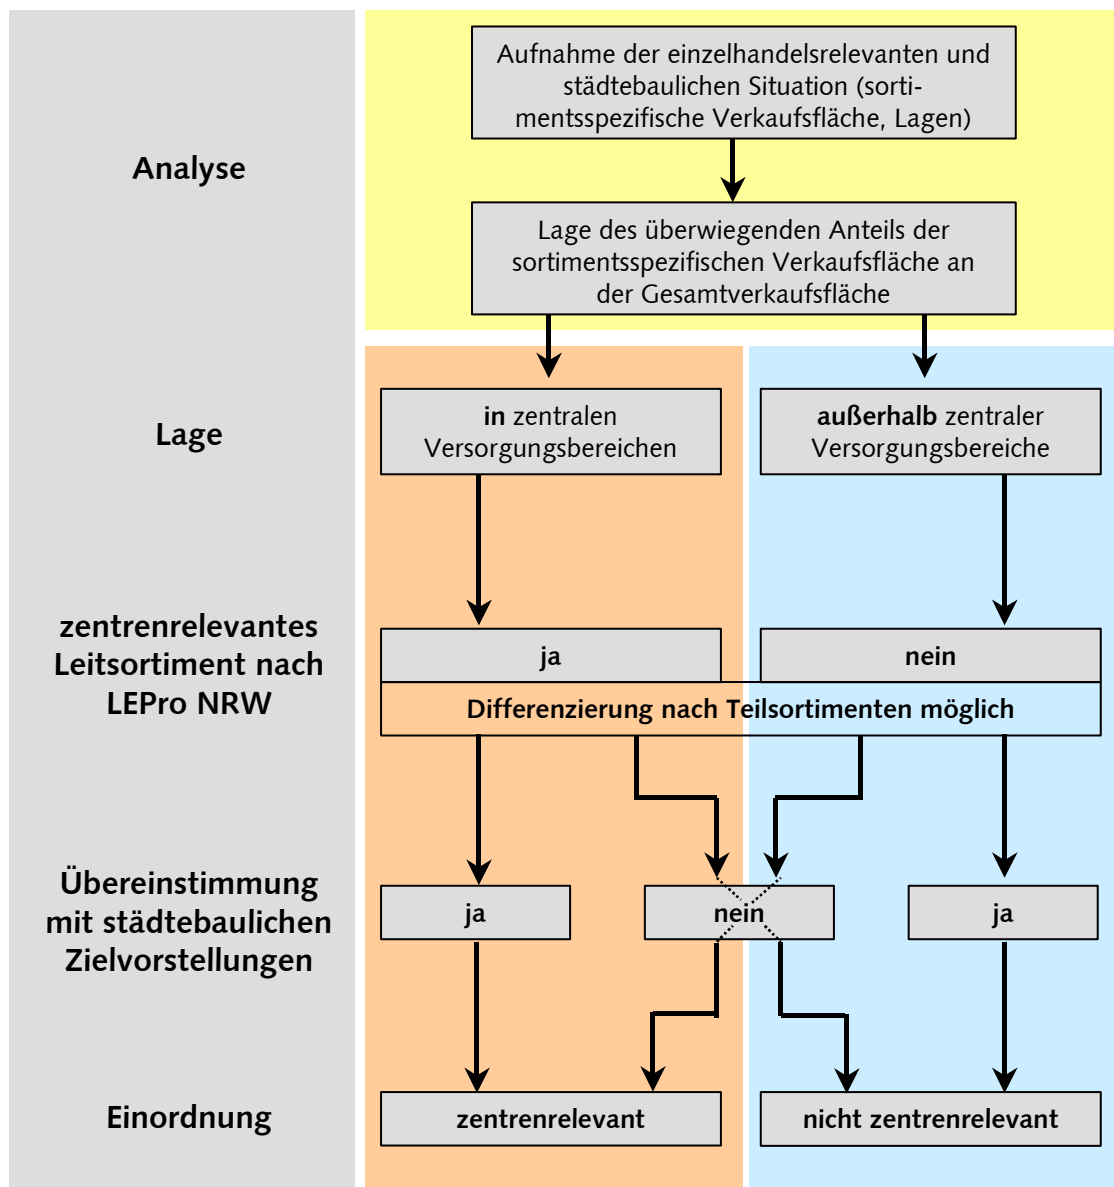 Aufnahme der einzelhandelsrelevanten und
städtebaulichen Situation (sorti-
mentsspezifische Verkaufsfläche, Lagen)
Analyse
Lage des überwiegenden Anteils der
sortimentsspezifischen Verkaufsfläche an
der Gesamtverkaufsfläche
Lage
in zentralen
Versorgungsbereichen
außerhalb zentraler
Versorgungsbereiche
zentrenrelevantes
Leitsortiment nach
LEPro NRW
ja
nein
Differenzierung nach Teilsortimenten möglich
Übereinstimmung
mit städtebaulichen
Zielvorstellungen
ja
nein
ja
Einordnung
zentrenrelevant
nicht zentrenrelevant